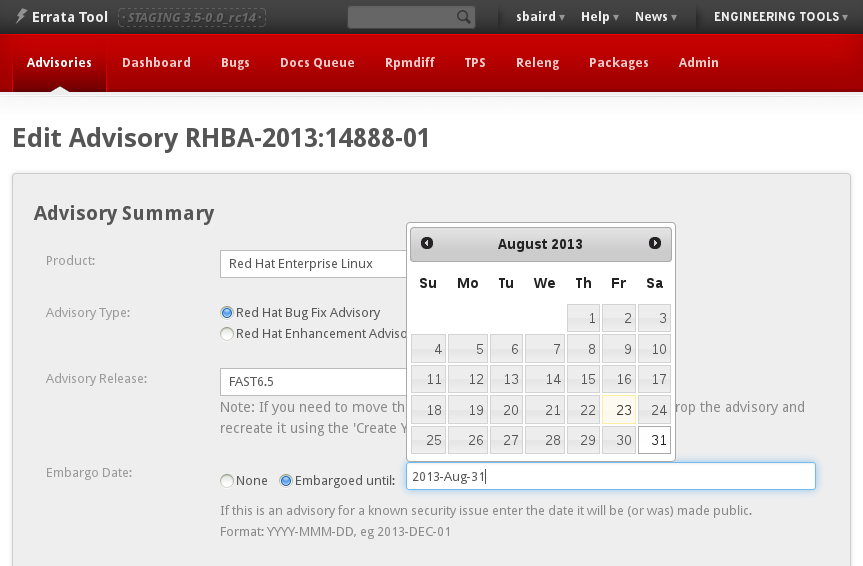 Errata Tool · STAGING 3.5-0.0_rc14 · sbaird ▾ Help ▾ News ▾ ENGINEERING TOOLS ▾
Advisories Dashboard Bugs Docs Queue Rpmdiff TPS Releng Packages Admin
Edit Advisory RHBA-2013:14888-01
Advisory Summary
Product: Red Hat Enterprise Linux
Advisory Type: Red Hat Bug Fix Advisory
Red Hat Enhancement Adviso
Advisory Release: FAST6.5
Note: If you need to move th rop the advisory and
recreate it using the 'Create Y
August 2013
Su Mo Tu We Th Fr Sa
1 2 3
4 5 6 7 8 9 10
11 12 13 14 15 16 17
18 19 20 21 22 23 24
25 26 27 28 29 30 31
Embargo Date: None Embargoed until: 2013-Aug-31
If this is an advisory for a known security issue enter the date it will be (or was) made public.
Format: YYYY-MMM-DD, eg 2013-DEC-01